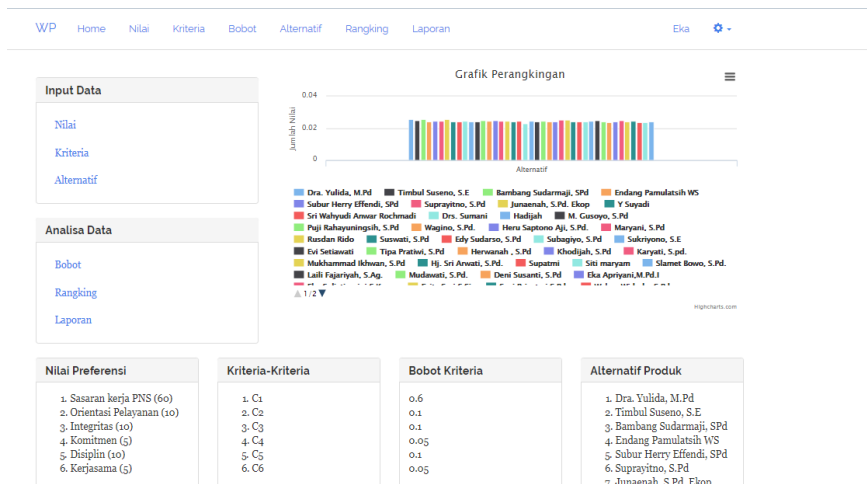 WP Home Nilai Kriteria Bobot Alternatif Rangking Laporan Eka
Input Data
Nilai
Kriteria
Alternatif
Analisa Data
Bobot
Rangking
Laporan
Grafik Perangkingan
Jumlah Nilai
0.04
0.02
0
Alternatif
Dra. Yulida, M.Pd Timbul Suseno, S.E Bambang Sudarmaji, SPd Endang Pamulatsih WS
Subur Herry Effendi, SPd Suprayitno, S.Pd Junaenah, S.Pd. Ekop Y Suyadi
Sri Wahyudi Anwar Rochmadi Drs. Sumani Hadijah M. Gusoyo, S.Pd
Puji Rahayuningsih, S.Pd Wagino, S.Pd. Heru Saptono Aji, S.Pd. Maryani, S.Pd
Rusdan Rido Suswati, S.Pd Edy Sudarso, S.Pd Subagiyo, S.Pd Sukriyono, S.E
Evi Setiawati Tipa Pratiwi, S.Pd Herwanah , S.Pd Khodijah, S.Pd Karyati, S.pd.
Mukhammad Ikhwan, S.Pd Hj. Sri Anwati, S.Pd. Supatmi Siti maryam Slamet Bowo, S.Pd.
Laili Fajariyah, S.Ag. Mudawati, S.Pd. Deni Susanti, S.Pd Eka Apriyani,M.Pd.I
1/2
Highcharts.com
Nilai Preferensi
1. Sasaran kerja PNS (60)
2. Orientasi Pelayanan (10)
3. Integritas (10)
4. Komitmen (5)
5. Disiplin (10)
6. Kerjasama (5)
Kriteria-Kriteria
1. C1
2. C2
3. C3
4. C4
5. C5
6. C6
Bobot Kriteria
0.6
0.1
0.1
0.05
0.1
0.05
Alternatif Produk
1. Dra. Yulida, M.Pd
2. Timbul Suseno, S.E
3. Bambang Sudarmaji, SPd
4. Endang Pamulatsih WS
5. Subur Herry Effendi, SPd
6. Suprayitno, S.Pd
7. Junaenah, S.Pd. Ekop